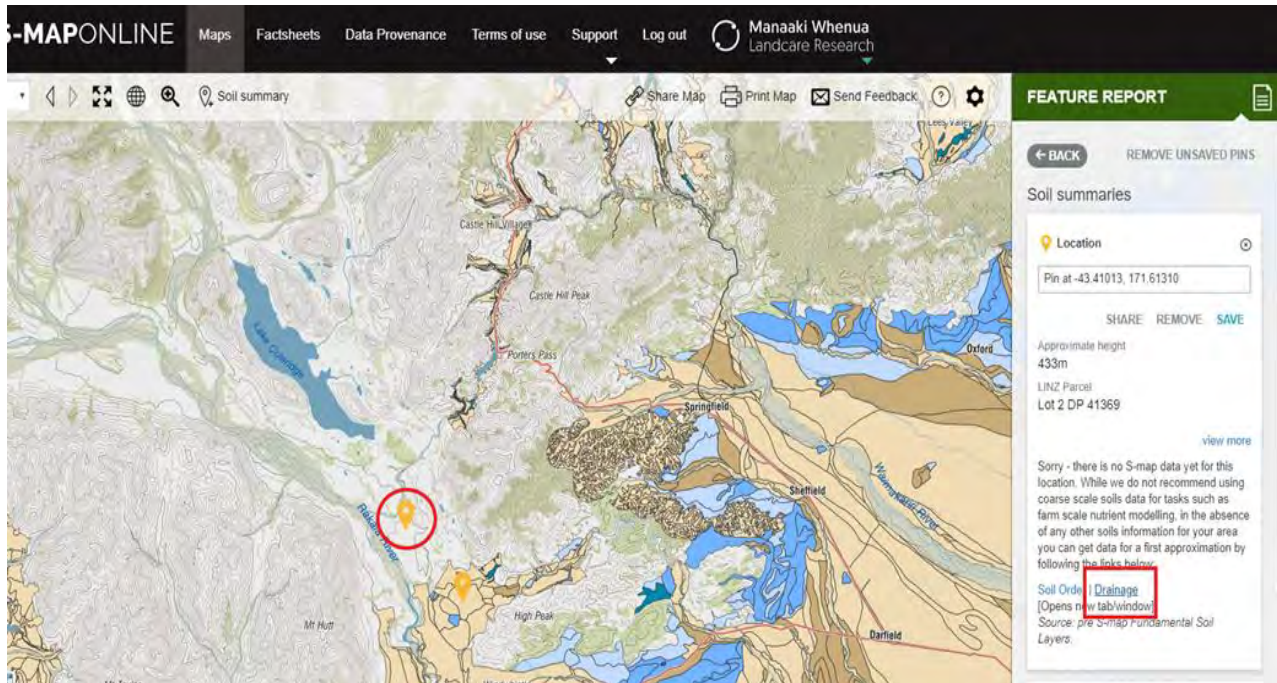 S-MAPONLINE Maps Factsheets Data Provenance Terms of use Support Log out Manaaki Whenua
Landcare Research
Soil summary Share Map Print Map Send Feedback ?
FEATURE REPORT
BACK REMOVE UNSAVED PINS
Soil summaries
Location
Pin at -43.41013, 171.61310
SHARE REMOVE SAVE
Approximate height
433m
LINZ Parcel
Lot 2 DP 41369
view more
Sorry - there is no S-map data yet for this
location. While we do not recommend using
coarse scale soils data for tasks such as
farm scale nutrient modelling, in the absence
of any other soils information for your area
you can get data for a first approximation by
following the links below:
Soil Order | Drainage
[Opens new tab/window]
Source: pre S-map Fundamental Soil
Layers.
Lees Valley
Castle Hill Village
Castle Hill Peak
Lake Coleridge
Porters Pass
Oxford
Springfield
Sheffield
Waimakariri River
Rakaia River
Mt Hutt
High Peak
Darfield